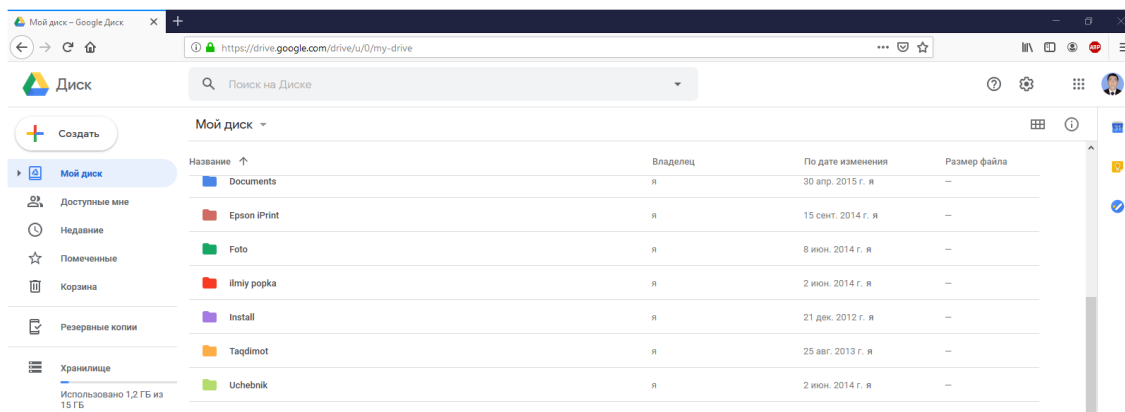 Мой диск – Google Диск
https://drive.google.com/drive/u/0/my-drive
ABP
Диск
Поиск на Диске
Создать
Мой диск
Название Владелец По дате изменения Размер файла
Мой диск
Documents я 30 апр. 2015 г. я —
Доступные мне
Epson iPrint я 15 сент. 2014 г. я —
Недавние
Foto я 8 июн. 2014 г. я —
Помеченные
ilmiy popka я 2 июн. 2014 г. я —
Корзина
Install я 21 дек. 2012 г. я —
Резервные копии
Taqdimot я 25 авг. 2013 г. я —
Хранилище
Uchebnik я 2 июн. 2014 г. я —
Использовано 1,2 ГБ из
15 ГБ